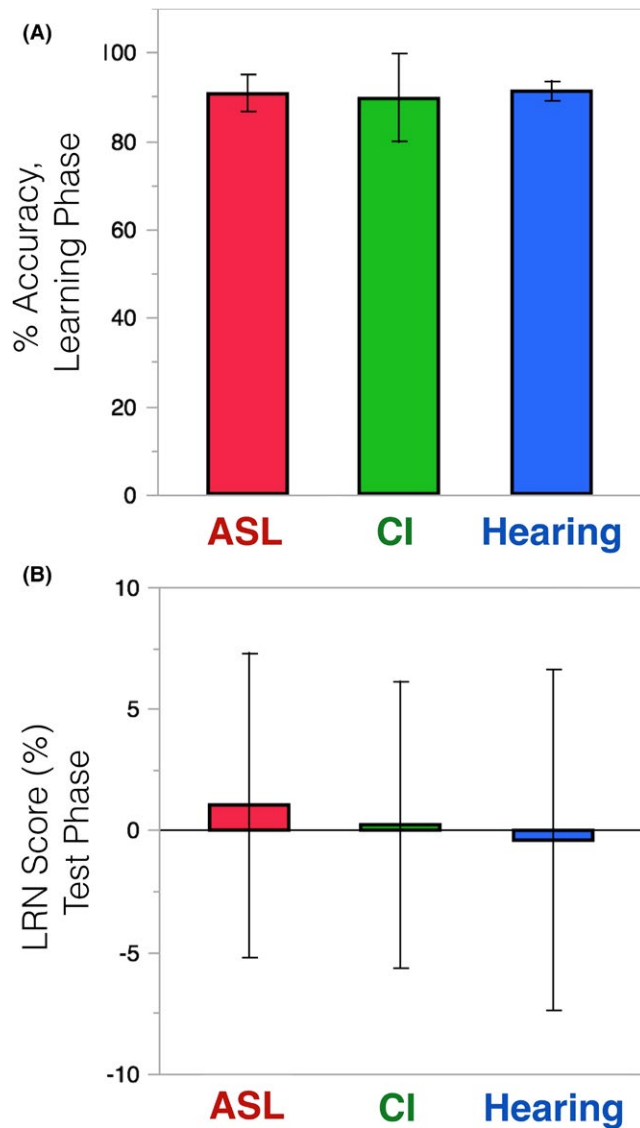 (A)
% Accuracy,
Learning Phase
100
80
60
40
20
0
ASL CI Hearing
(B)
LRN Score (%)
Test Phase
10
5
0
-5
-10
ASL CI Hearing